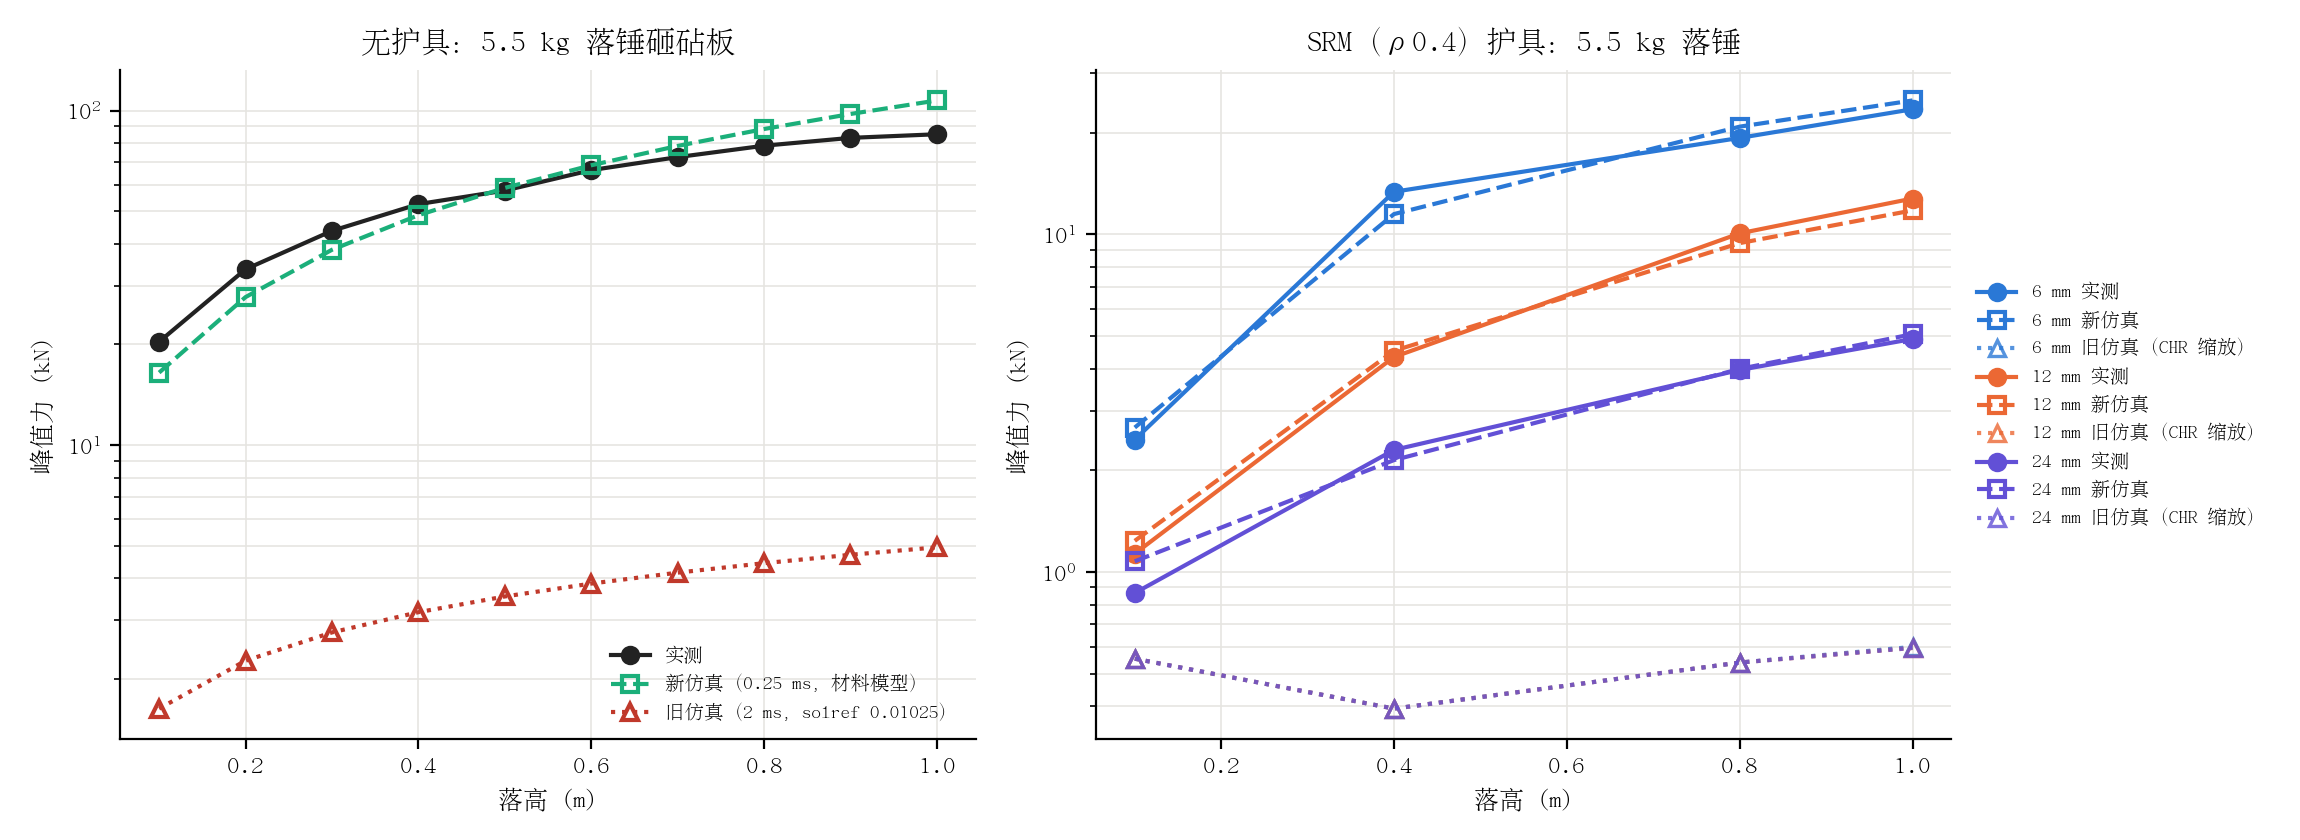 无护具: 5.5 kg 落锤砸砧板
峰值力 (kN)
10²
10¹
0.2 0.4 0.6 0.8 1.0
落高 (m)
实测
新仿真 (0.25 ms, 材料模型)
旧仿真 (2 ms, solref 0.01025)
SRM (ρ0.4) 护具: 5.5 kg 落锤
峰值力 (kN)
10¹
10⁰
0.2 0.4 0.6 0.8 1.0
落高 (m)
6 mm 实测
6 mm 新仿真
6 mm 旧仿真 (CHR 缩放)
12 mm 实测
12 mm 新仿真
12 mm 旧仿真 (CHR 缩放)
24 mm 实测
24 mm 新仿真
24 mm 旧仿真 (CHR 缩放)